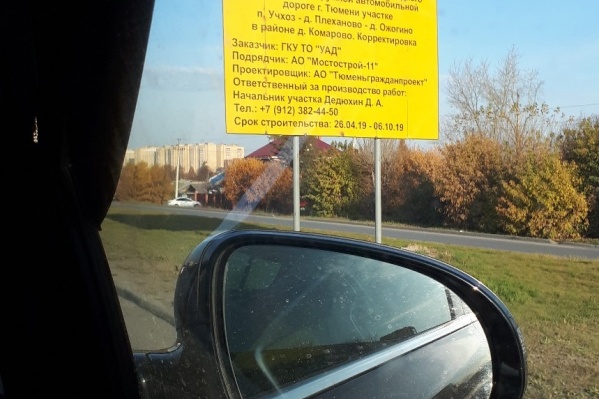 автомобильной
дороге г. Тюмени участке
п. Учхоз - д. Плеханово - д. Ожогино
в районе д. Комарово. Корректировка
Заказчик: ГКУ ТО "УАД"
Подрядчик: АО "Мостострой-11"
Проектировщик: АО "Тюменьгражданпроект"
Ответственный за производство работ:
Начальник участка Дедюхин Д. А.
Тел.: +7 (912) 382-44-50
Срок строительства: 26.04.19 - 06.10.19